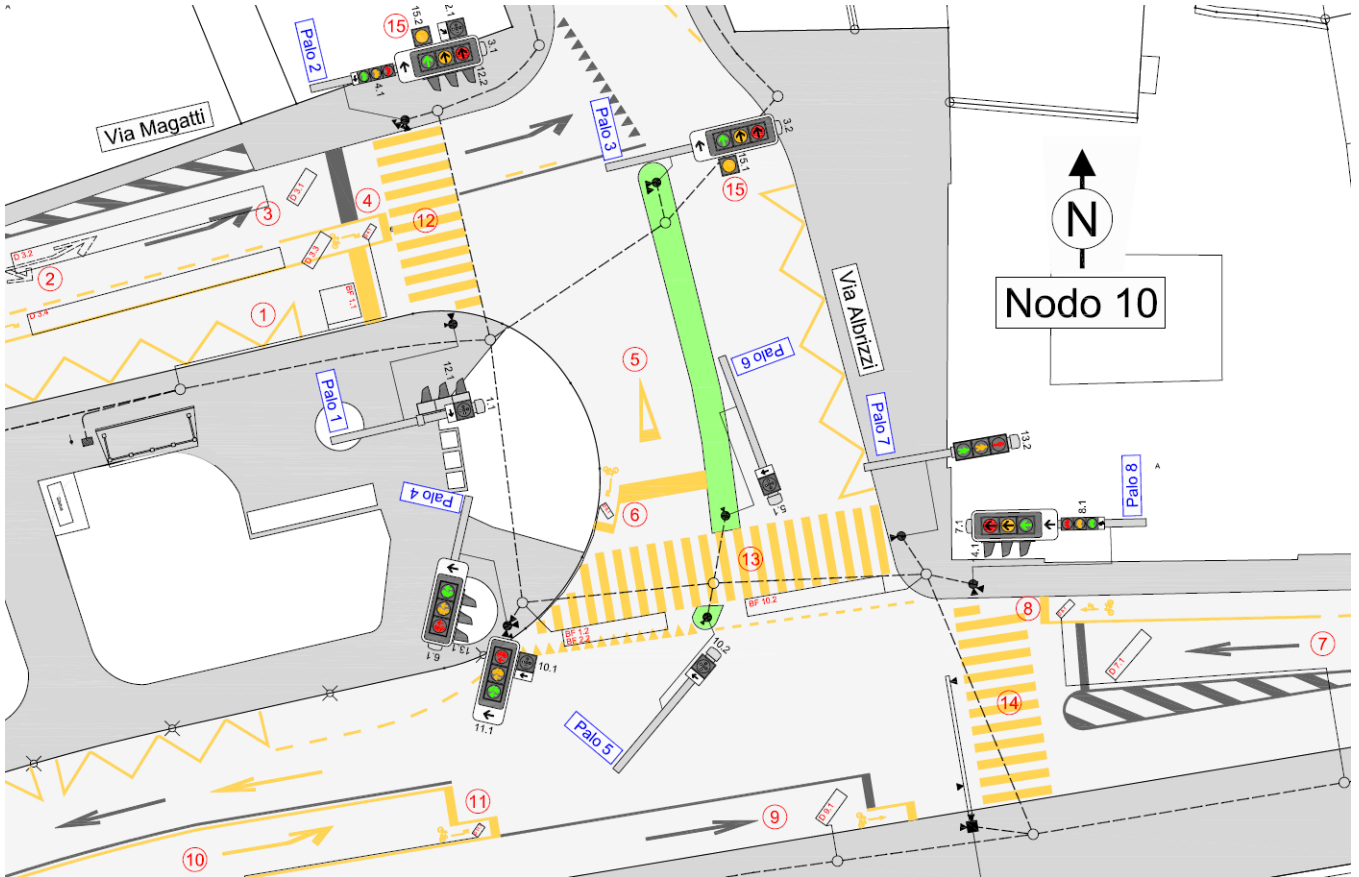 A
15
15.2
2.1
3.1
Palo 2
4.1
12.2
Via Magatti
Palo 3
3.2
15.1
15
N
Nodo 10
D 3.1
3
4
12
D 3.2
2
D 3.3
D 3.4
BF 1.1
1
Via Albrizzi
5
Palo 6
Palo 1
12.1
1.1
Palo 7
13.2
A
Palo 8
8.1
7.1
4.1
5.1
6
Palo 4
13
BF 1.2
BF 2.2
BF 10.2
8
7
D 7.1
14
6.1
13.1
10.1
10.2
11.1
Palo 5
11
9
D 9.1
10